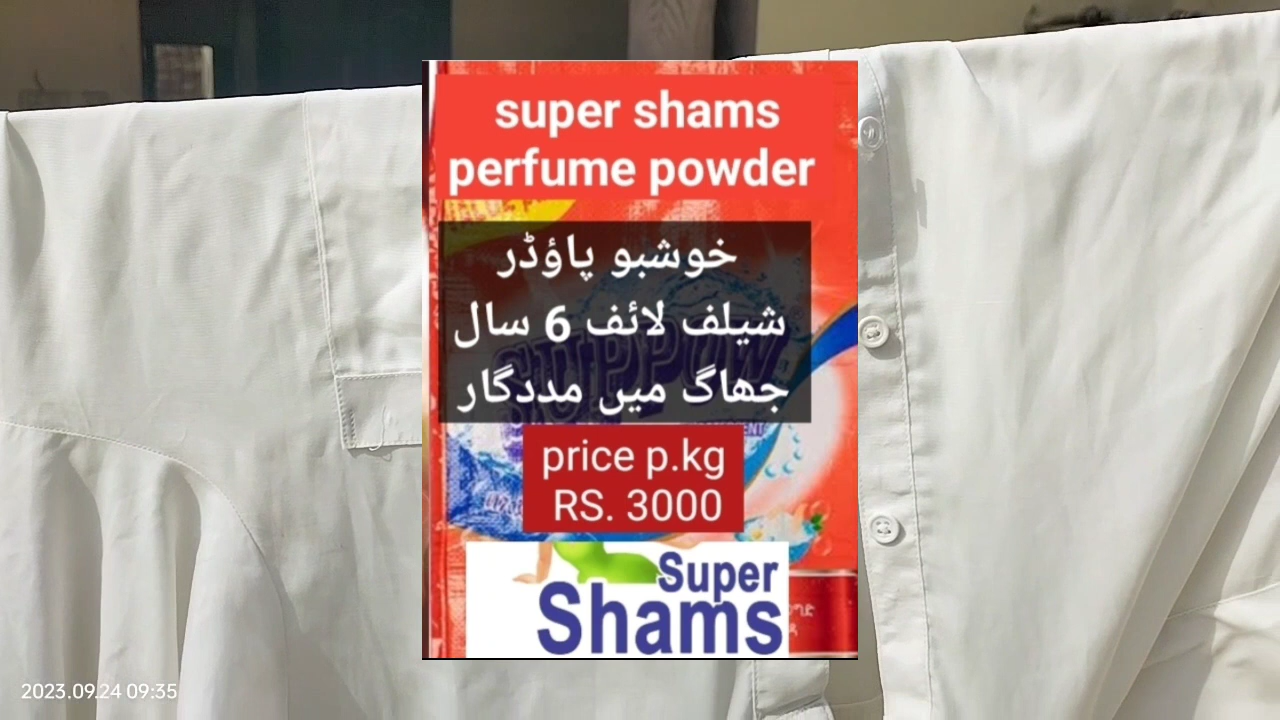 super shams
perfume powder
خوشبو پاؤڈر
شیلف لائف 6 سال
جھاگ میں مددگار
price p.kg
RS. 3000
Super
Shams
2023.09.24 09:35